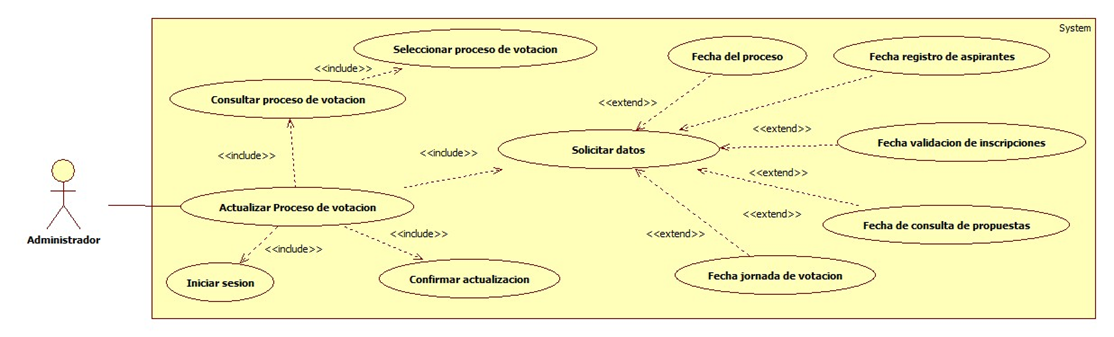 System
Seleccionar proceso de votacion
Fecha del proceso
Fecha registro de aspirantes
<<include>>
Consultar proceso de votacion
<<extend>>
<<extend>>
Fecha validacion de inscripciones
Solicitar datos
<<include>>
<<include>>
<<extend>>
Administrador
Actualizar Proceso de votacion
<<extend>>
Fecha de consulta de propuestas
<<include>>
<<extend>>
<<include>>
Iniciar sesion
Confirmar actualizacion
Fecha jornada de votacion